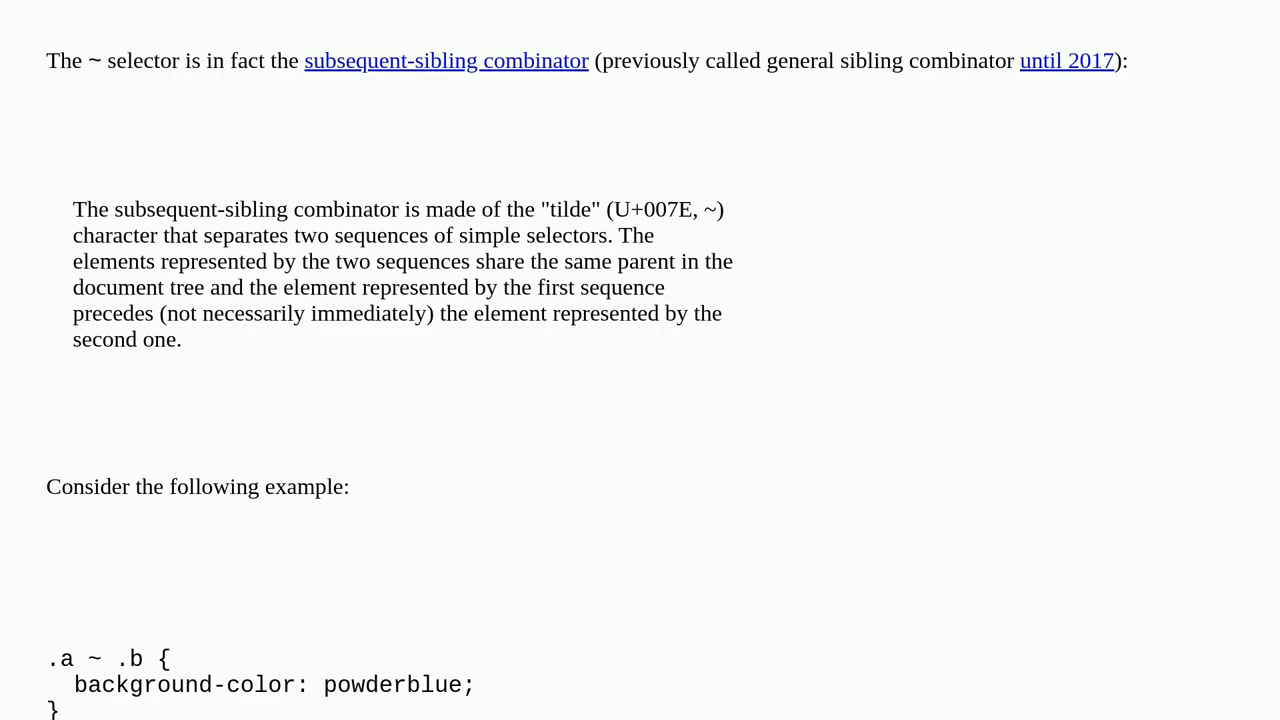 The ~ selector is in fact the subsequent-sibling combinator (previously called general sibling combinator until 2017):
The subsequent-sibling combinator is made of the "tilde" (U+007E, ~)
character that separates two sequences of simple selectors. The
elements represented by the two sequences share the same parent in the
document tree and the element represented by the first sequence
precedes (not necessarily immediately) the element represented by the
second one.
Consider the following example:
.a ~ .b {
  background-color: powderblue;
}